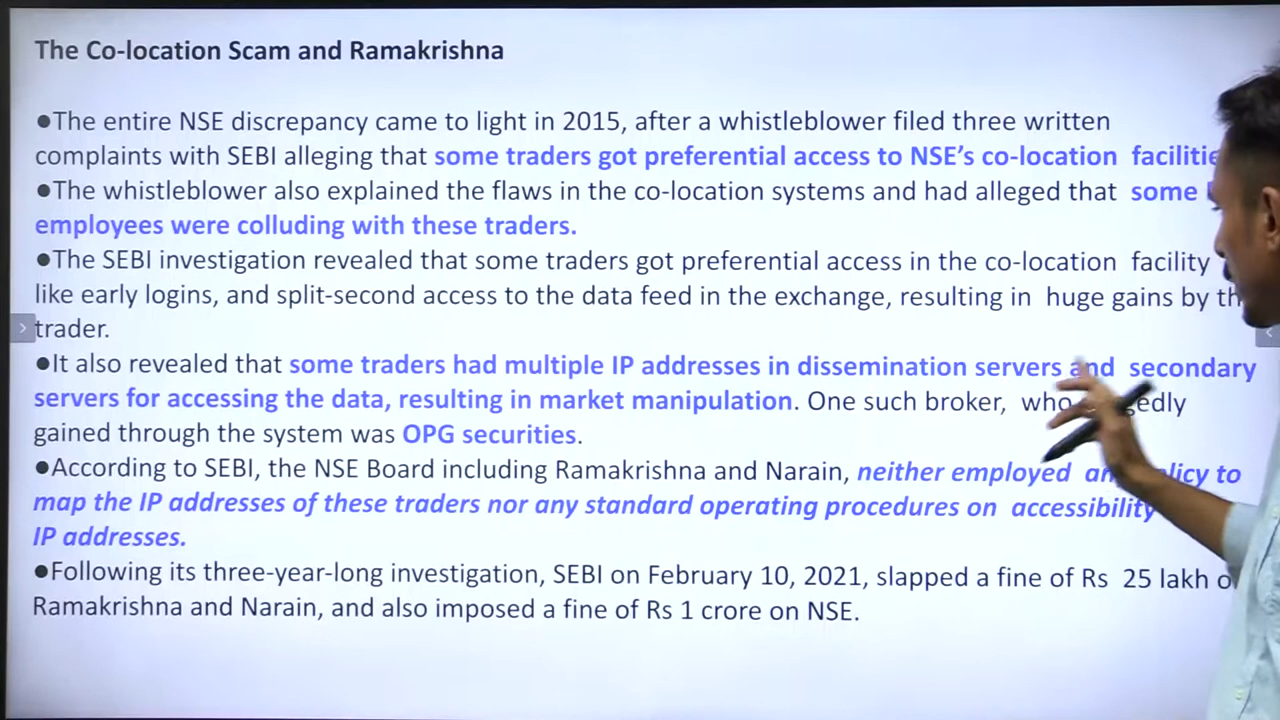 The Co-location Scam and Ramakrishna
●The entire NSE discrepancy came to light in 2015, after a whistleblower filed three written
complaints with SEBI alleging that some traders got preferential access to NSE's co-location
●The whistleblower also explained the flaws in the co-location systems and had alleged that some
employees were colluding with these traders.
●The SEBI investigation revealed that some traders got preferential access in the co-location facility
like early logins, and split-second access to the data feed in the exchange, resulting in huge gains by
trader.
●It also revealed that some traders had multiple IP addresses in dissemination servers and secondary
servers for accessing the data, resulting in market manipulation. One such broker,
gained through the system was OPG securities.
●According to SEBI, the NSE Board including Ramakrishna and Narain, neither employed to
map the IP addresses of these traders nor any standard operating procedures on accessibility
IP addresses.
●Following its three-year-long investigation, SEBI on February 10, 2021, slapped a fine of Rs 25 lakh
Ramakrishna and Narain, and also imposed a fine of Rs 1 crore on NSE.